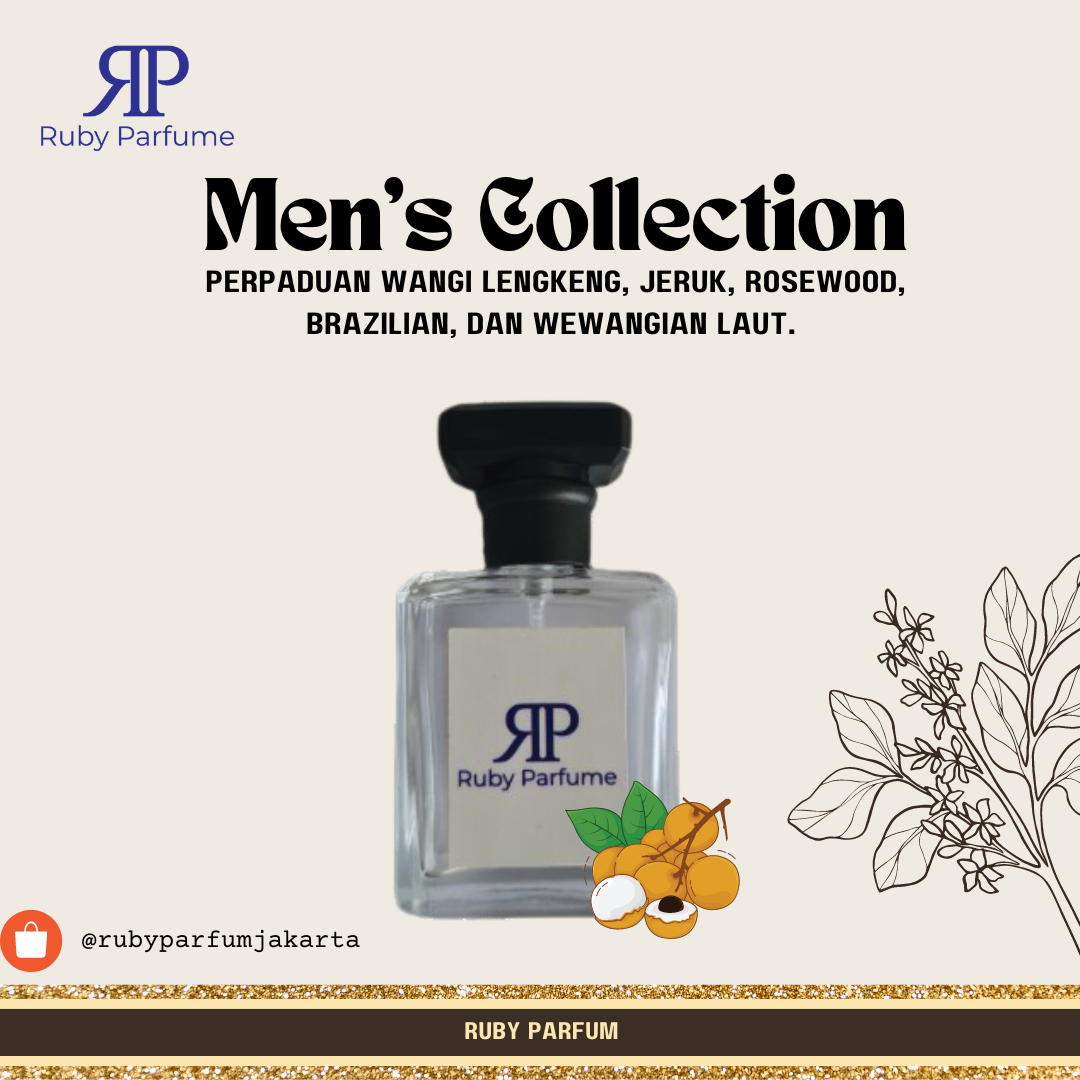 RP
Ruby Parfume
Men's Collection
PERPADUAN WANGI LENGKENG, JERUK, ROSEWOOD,
BRAZILIAN, DAN WEWANGIAN LAUT.
RP
Ruby Parfume
@rubyparfumjakarta
RUBY PARFUM